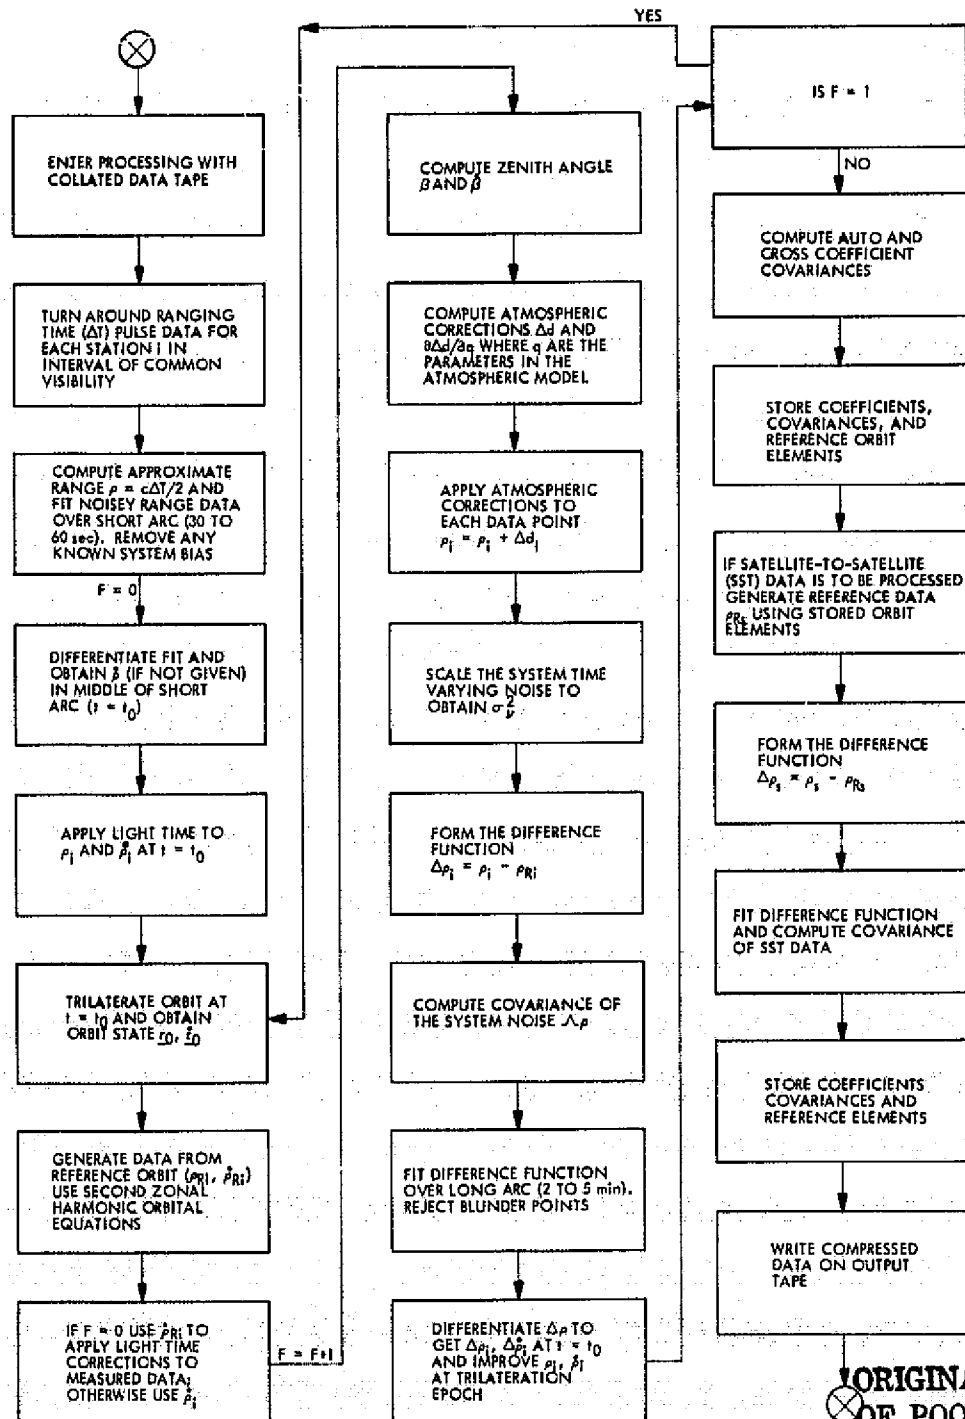 ENTER PROCESSING WITH
COLLATED DATA TAPE
TURN AROUND RANGING
TIME (ΔT) PULSE DATA FOR
EACH STATION i IN
INTERVAL OF COMMON
VISIBILITY
COMPUTE APPROXIMATE
RANGE ρ = cΔT/2 AND
FIT NOISEY RANGE DATA
OVER SHORT ARC (30 TO
60 sec). REMOVE ANY
KNOWN SYSTEM BIAS
F = 0
DIFFERENTIATE FIT AND
OBTAIN ρ̇ (IF NOT GIVEN)
IN MIDDLE OF SHORT
ARC (t = t₀)
APPLY LIGHT TIME TO
ρᵢ AND ρ̇ᵢ AT t = t₀
TRILATERATE ORBIT AT
t = t₀ AND OBTAIN
ORBIT STATE r₀, ṙ₀
GENERATE DATA FROM
REFERENCE ORBIT (ρRi, ρ̇Ri)
USE SECOND ZONAL
HARMONIC ORBITAL
EQUATIONS
IF F = 0 USE ρ̇Ri TO
APPLY LIGHT TIME
CORRECTIONS TO
MEASURED DATA;
OTHERWISE USE ρ̇ᵢ
F = F+1
COMPUTE ZENITH ANGLE
β AND β̇
COMPUTE ATMOSPHERIC
CORRECTIONS Δd AND
∂Δd/∂q WHERE q ARE THE
PARAMETERS IN THE
ATMOSPHERIC MODEL
APPLY ATMOSPHERIC
CORRECTIONS TO
EACH DATA POINT
ρᵢ = ρᵢ + Δdᵢ
SCALE THE SYSTEM TIME
VARYING NOISE TO
OBTAIN σ²ν
FORM THE DIFFERENCE
FUNCTION
Δρᵢ = ρᵢ - ρRi
COMPUTE COVARIANCE OF
THE SYSTEM NOISE Λρ
FIT DIFFERENCE FUNCTION
OVER LONG ARC (2 TO 5 min).
REJECT BLUNDER POINTS
DIFFERENTIATE Δρ TO
GET Δρᵢ, Δρ̇ᵢ AT t = t₀
AND IMPROVE ρᵢ, ρ̇ᵢ
AT TRILATERATION
EPOCH
YES
IS F = 1
NO
COMPUTE AUTO AND
CROSS COEFFICIENT
COVARIANCES
STORE COEFFICIENTS,
COVARIANCES, AND
REFERENCE ORBIT
ELEMENTS
IF SATELLITE-TO-SATELLITE
(SST) DATA IS TO BE PROCESSED
GENERATE REFERENCE DATA
ρRs USING STORED ORBIT
ELEMENTS
FORM THE DIFFERENCE
FUNCTION
Δρs = ρs - ρRs
FIT DIFFERENCE FUNCTION
AND COMPUTE COVARIANCE
OF SST DATA
STORE COEFFICIENTS
COVARIANCES AND
REFERENCE ELEMENTS
WRITE COMPRESSED
DATA ON OUTPUT
TAPE
ORIGINA
OF POO